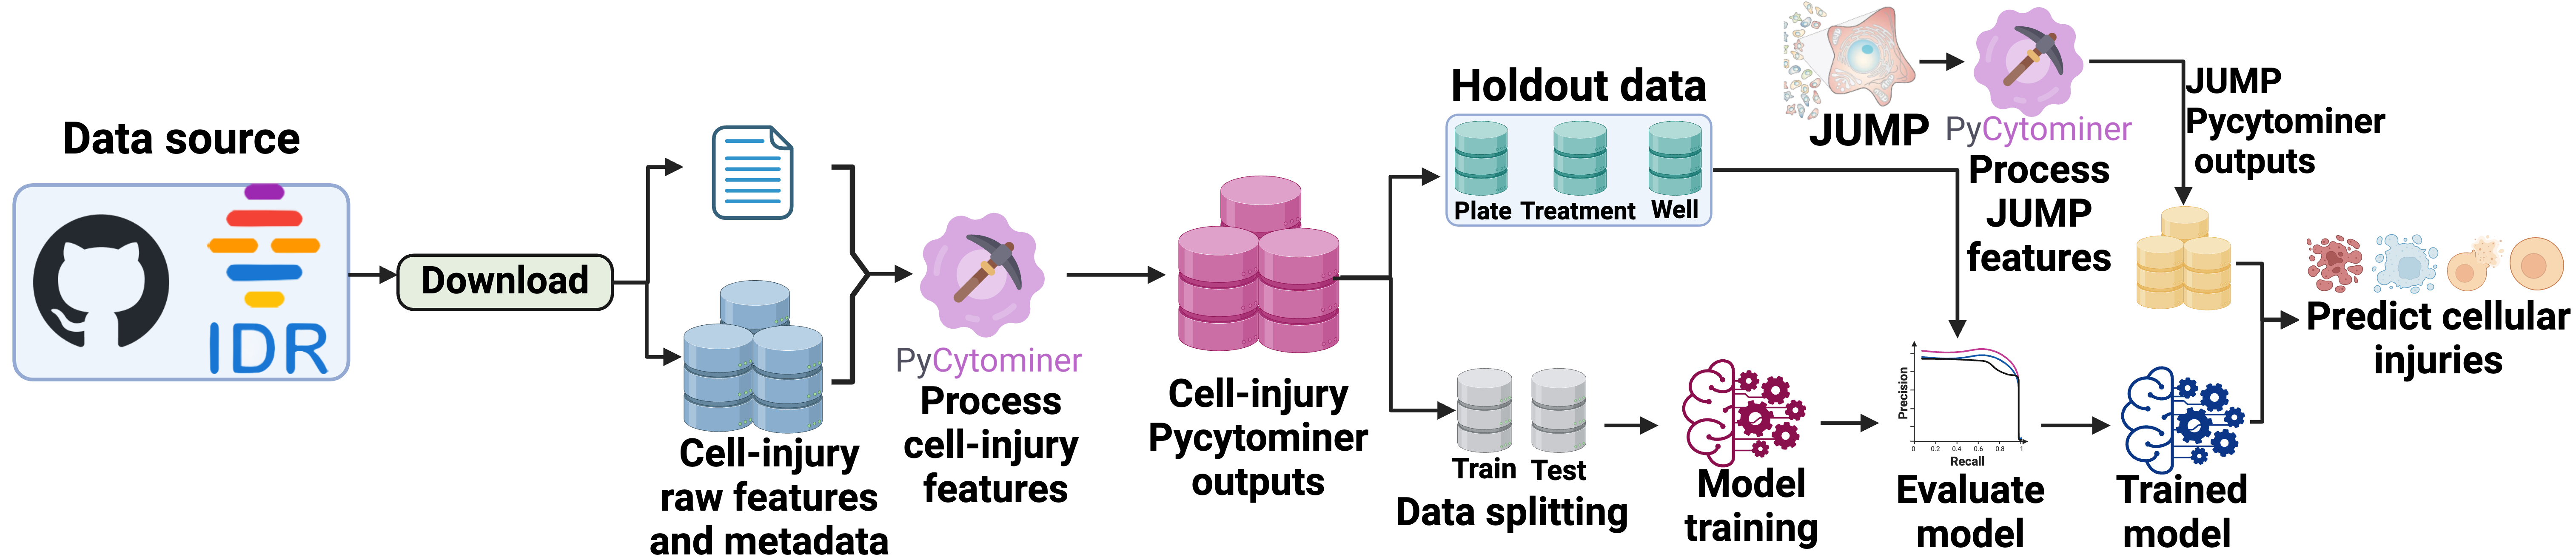 Data source
IDR
Download
Cell-injury
raw features
and metadata
PyCytominer
Process
cell-injury
features
Cell-injury
Pycytominer
outputs
Holdout data
Plate
Treatment
Well
Train
Test
Data splitting
Model
training
Precision
0
0.2
0.4
0.6
0.8
1
Recall
Evaluate
model
JUMP
PyCytominer
Process
JUMP
features
JUMP
Pycytominer
outputs
Trained
model
Predict cellular
injuries